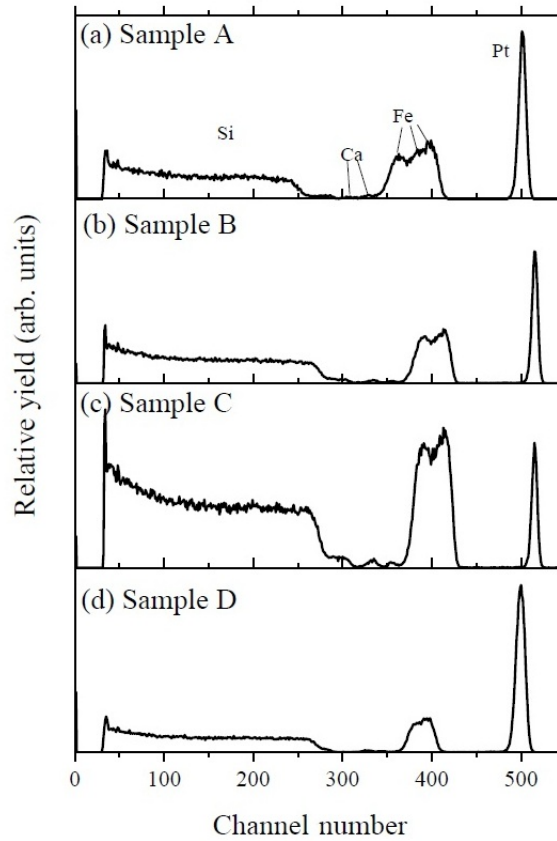 (a) Sample A
Pt
Si
Fe
Ca
(b) Sample B
(c) Sample C
(d) Sample D
0 100 200 300 400 500
Channel number
Relative yield (arb. units)